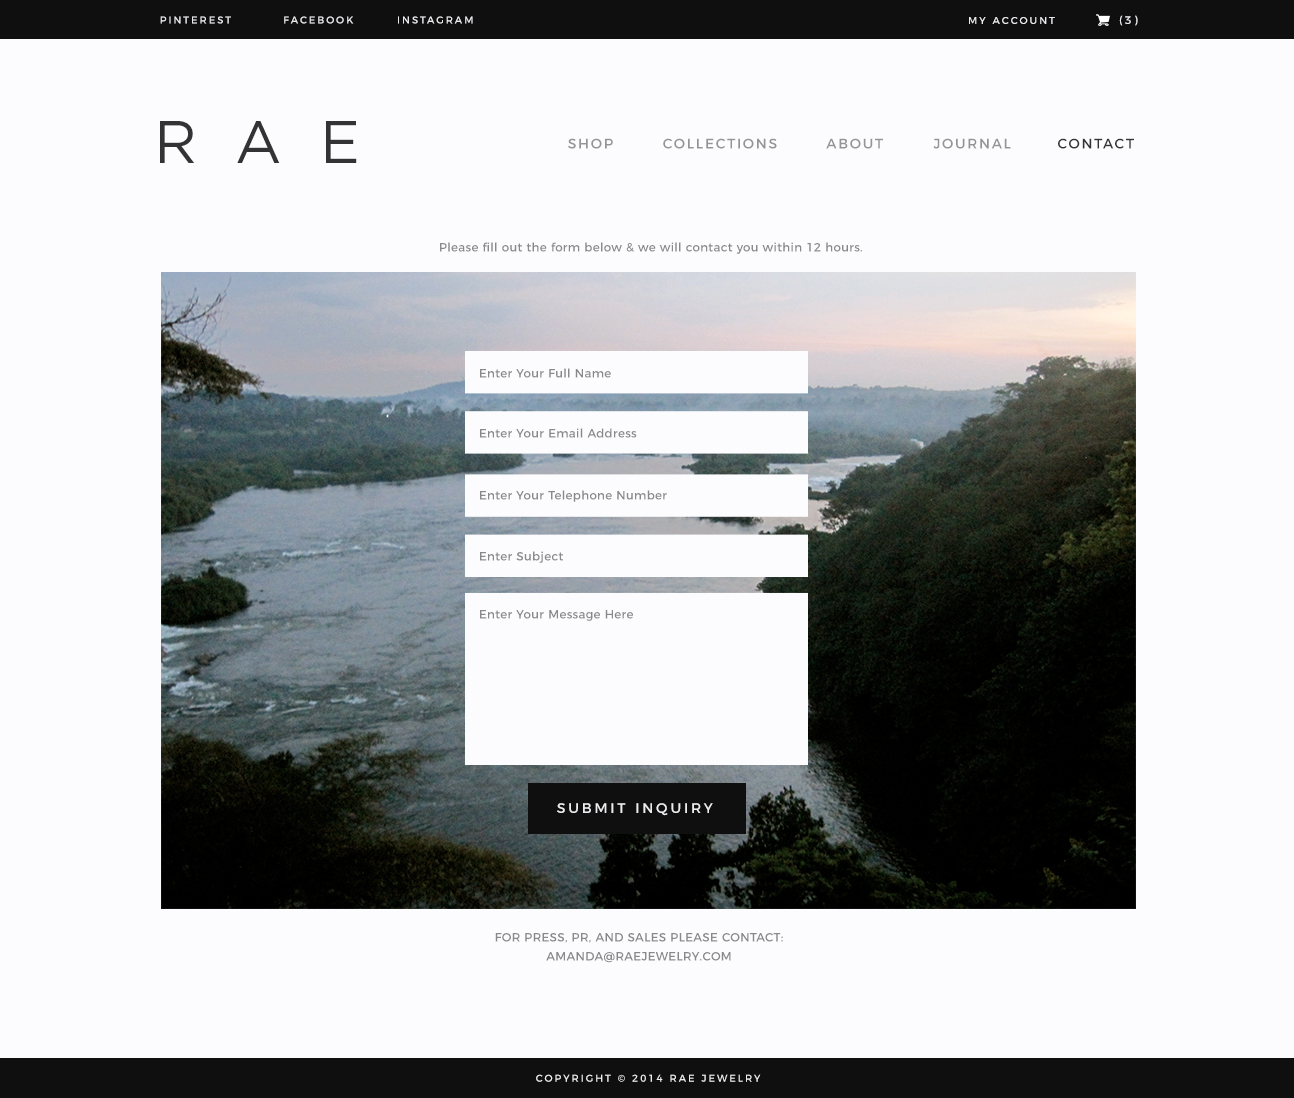 PINTEREST FACEBOOK INSTAGRAM MY ACCOUNT (3)
R A E
SHOP COLLECTIONS ABOUT JOURNAL CONTACT
Please fill out the form below & we will contact you within 12 hours.
Enter Your Full Name
Enter Your Email Address
Enter Your Telephone Number
Enter Subject
Enter Your Message Here
SUBMIT INQUIRY
FOR PRESS, PR, AND SALES PLEASE CONTACT:
AMANDA@RAEJEWELRY.COM
COPYRIGHT © 2014 RAE JEWELRY